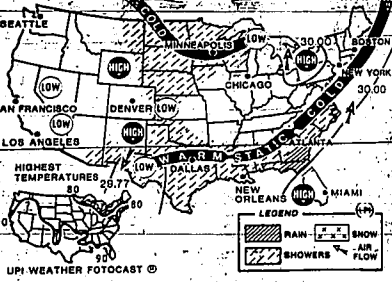 SEATTLE
COLD
MINNEAPOLIS
LOW
30.00
BOSTON
HIGH
HIGH
CHICAGO
NEW YORK
LOW
DENVER
LOW
30.00
AN FRANCISCO
COLD
LOW
HIGH
STATIC
ATLANTA
LOS ANGELES
WARM
LOW
DALLAS
HIGHEST
TEMPERATURES
29.77
80
NEW
ORLEANS
HIGH
MIAMI
80
LEGEND
RAIN
SNOW
SHOWERS
AIR
FLOW
90
UPI WEATHER FOTOCAST ®